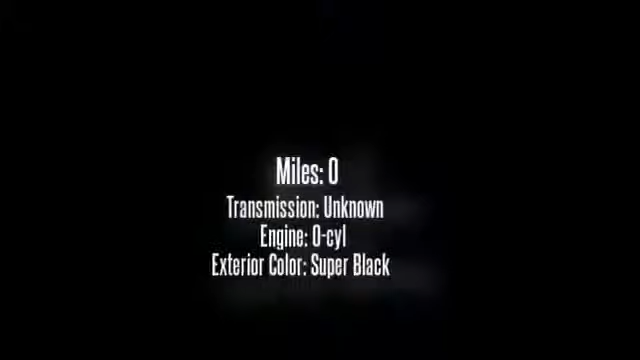 Miles: 0
Transmission: Unknown
Engine: 0-cyl
Exterior Color: Super Black